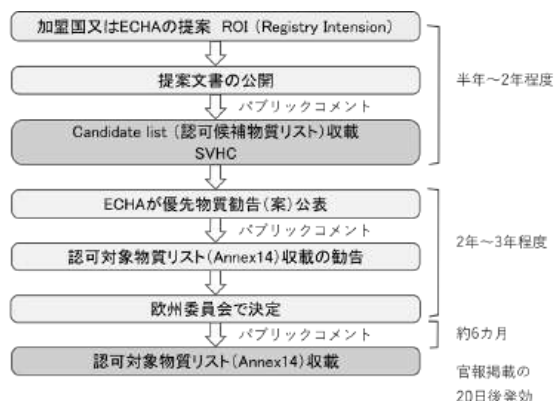 加盟国又はECHAの提案 ROI (Registry Intension)
提案文書の公開
半年～2年程度
パブリックコメント
Candidate list (認可候補物質リスト)収載
SVHC
ECHAが優先物質勧告(案)公表
パブリックコメント
2年～3年程度
認可対象物質リスト(Annex14)収載の勧告
欧州委員会で決定
パブリックコメント
約6カ月
認可対象物質リスト(Annex14)収載
官報掲載の
20日後発効